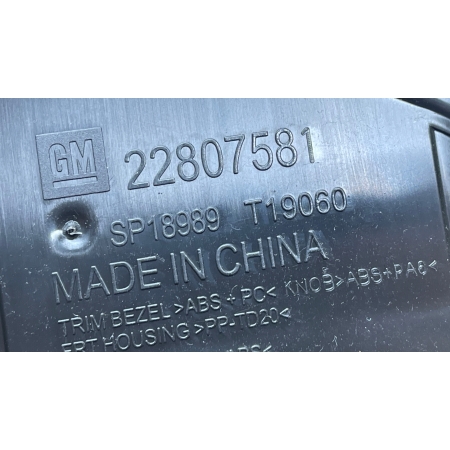 GM 22807581
SP18989 T19060
MADE IN CHINA
TRIM BEZEL>ABS+PC< KNOB>ABS+PA6<
HOUSING>PP-TD20<